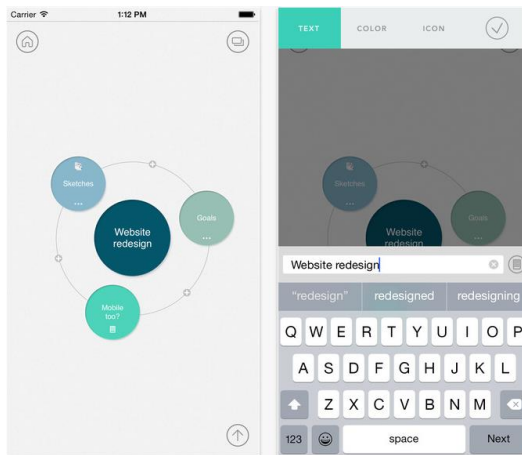 Carrier 1:12 PM
Sketches
...
Goals
...
Website
redesign
Mobile
too?
TEXT COLOR ICON
Sketches
...
Goals
...
Website
redesign
Website redesign
"redesign" redesigned redesigning
Q W E R T Y U I O P
A S D F G H J K L
Z X C V B N M
123 space Next